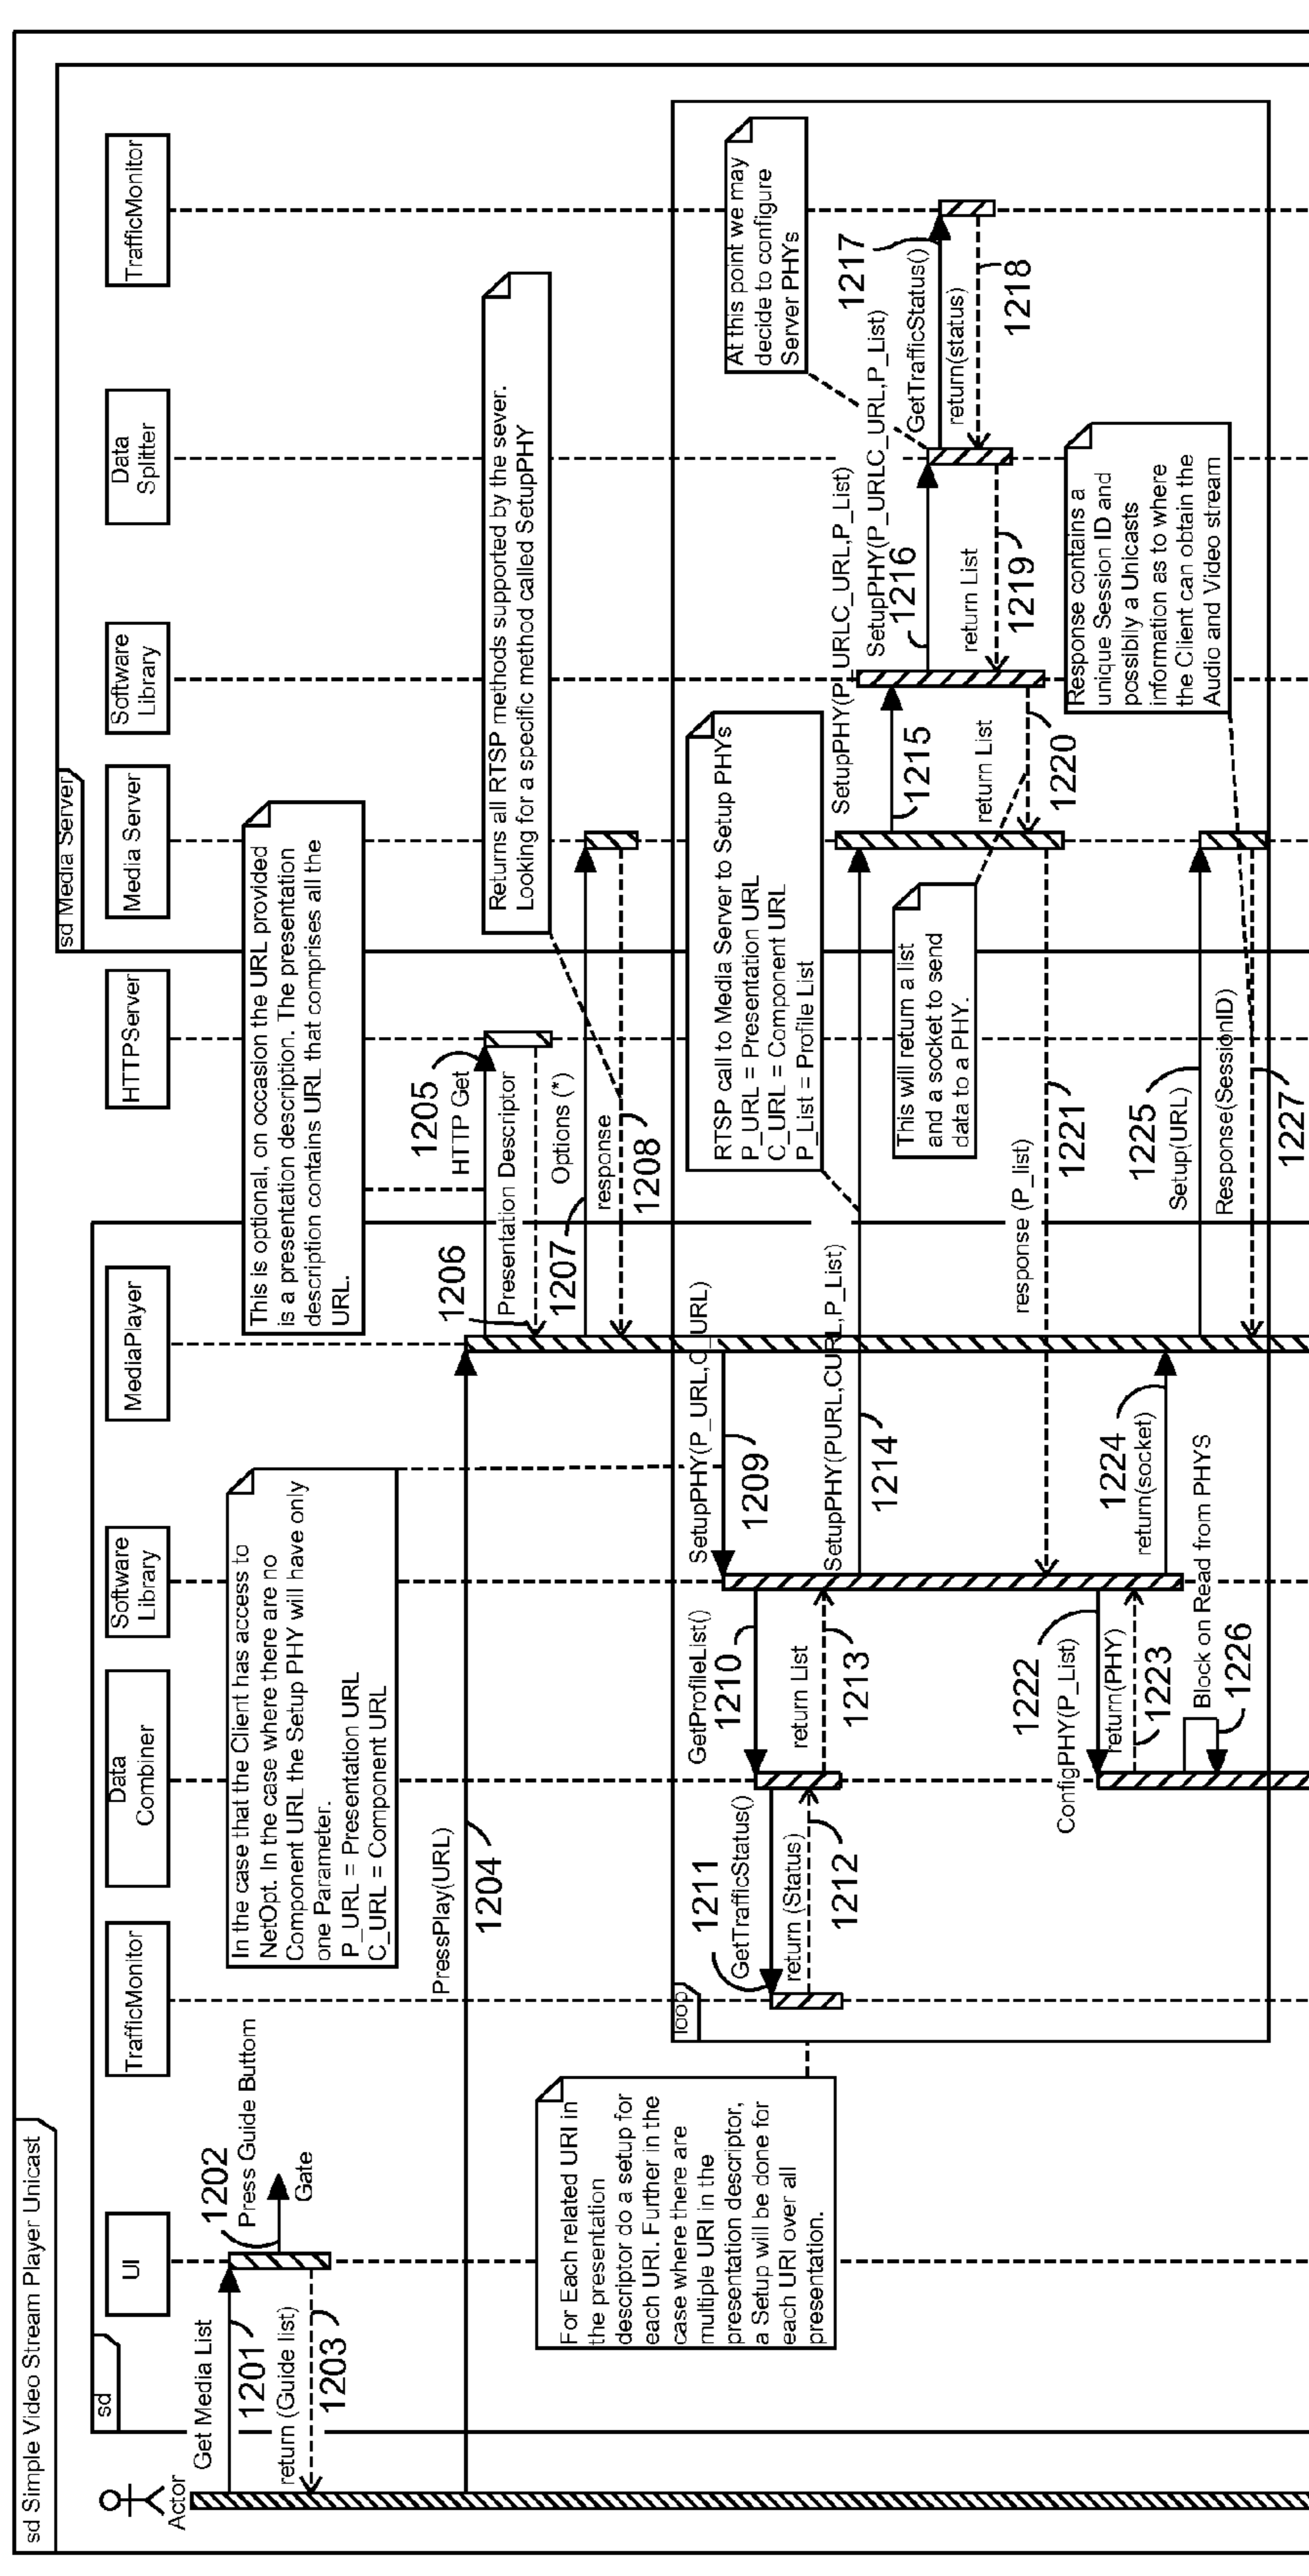 sd Simple Video Stream Player Unicast
sd
sd Media Server
Actor
UI
TrafficMonitor
Data
Combiner
Software
Library
MediaPlayer
HTTPServer
Media Server
Software
Library
Data
Splitter
TrafficMonitor
Get Media List
1201
1202
Press Guide Buttom
Gate
return (Guide list)
1203
In the case that the Client has access to
NetOpt. In the case where there are no
Component URL the Setup PHY will have only
one Parameter.
P_URL = Presentation URL
C_URL = Component URL
This is optional, on occasion the URL provided
is a presentation description. The presentation
description contains URL that comprises all the
URL.
PressPlay(URL)
1204
1205
HTTP Get
1206
Presentation Descriptor
1207
Options (*)
response
1208
Returns all RTSP methods supported by the sever.
Looking for a specific method called SetupPHY
For Each related URI in
the presentation
descriptor do a setup for
each URI. Further in the
case where there are
multiple URI in the
presentation descriptor,
a Setup will be done for
each URI over all
presentation.
loop
SetupPHY(P_URL,C_URL)
1209
GetProfileList()
1210
1211
GetTrafficStatus()
return (Status)
1212
return List
1213
SetupPHY(PURL,CURL,P_List)
1214
RTSP call to Media Server to Setup PHYs
P_URL = Presentation URL
C_URL = Component URL
P_List = Profile List
SetupPHY(P_URLC_URL,P_List)
1215
SetupPHY(P_URLC_URL,P_List)
1216
At this point we may
decide to configure
Server PHYs
1217
GetTrafficStatus()
return(status)
1218
return List
1219
return List
1220
This will return a list
and a socket to send
data to a PHY.
response (P_list)
1221
1222
ConfigPHY(P_List)
return(PHY)
1223
1224
return(socket)
Block on Read from PHYS
1226
1225
Setup(URL)
Response(SessionID)
1227
Response contains a
unique Session ID and
possiblly a Unicasts
information as to where
the Client can obtain the
Audio and Video stream